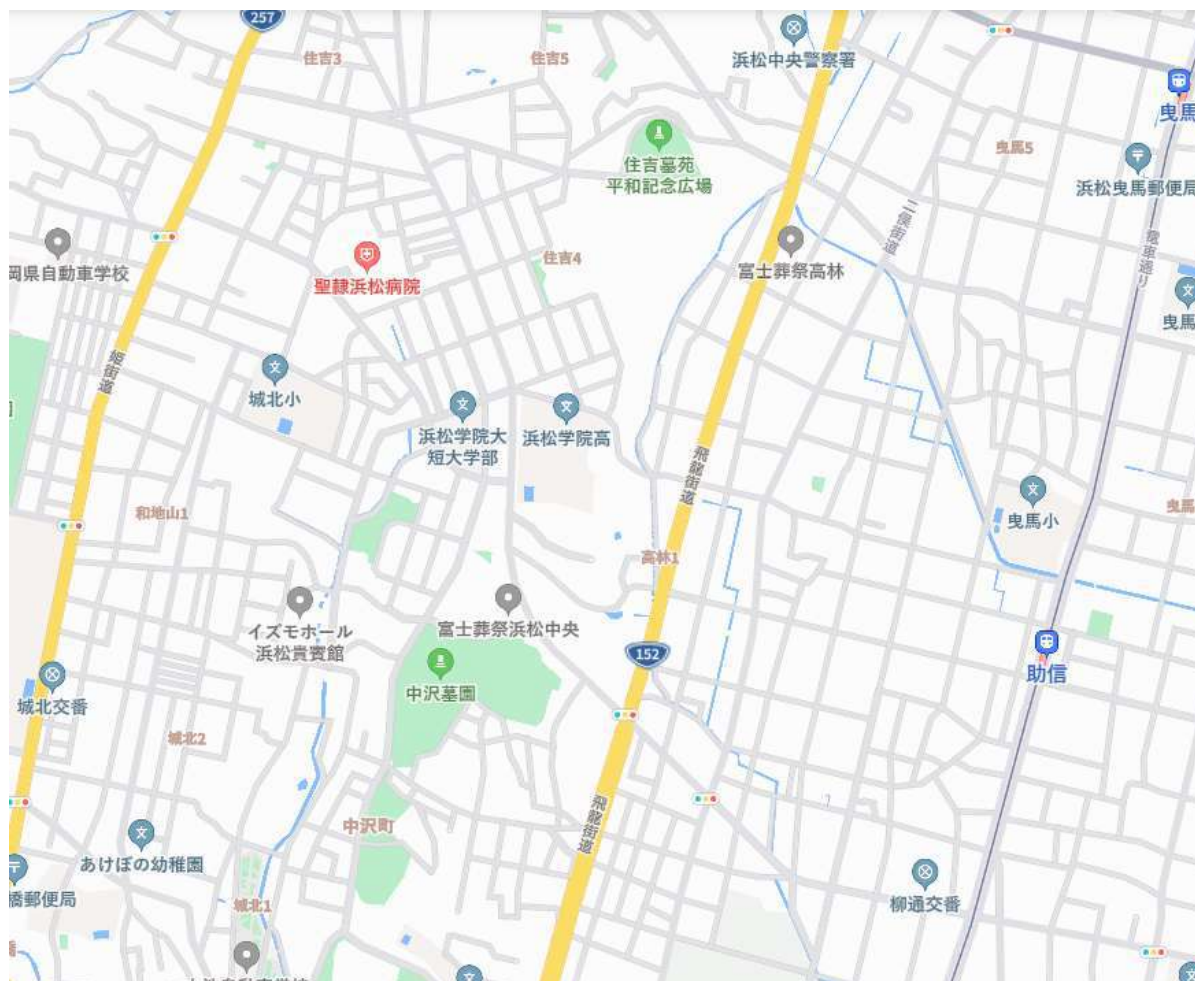 257
住吉3
住吉5
浜松中央警察署
曳馬
曳馬5
住吉墓苑
平和記念広場
浜松曳馬郵便局
二俣街道
電車通り
岡県自動車学校
聖隷浜松病院
住吉4
富士葬祭高林
曳馬
姫街道
城北小
浜松学院大
短大学部
浜松学院高
飛龍街道
和地山1
曳馬小
曳馬
高林1
イズモホール
浜松貴賓館
富士葬祭浜松中央
152
助信
中沢墓園
城北交番
城北2
飛龍街道
中沢町
あけぼの幼稚園
橋郵便局
柳通交番
城北1